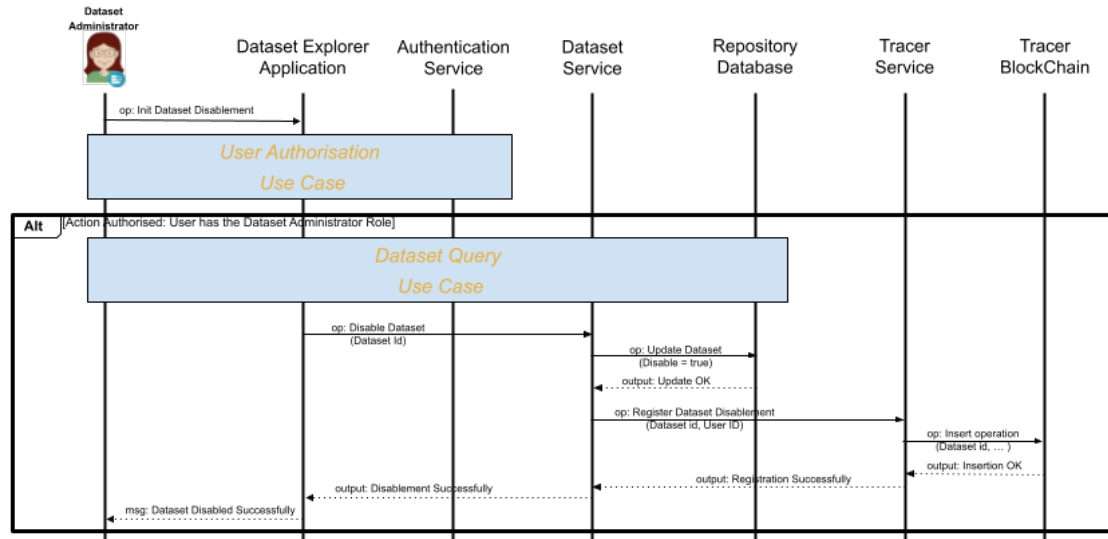 Dataset
Administrator
Dataset Explorer
Application
Authentication
Service
Dataset
Service
Repository
Database
Tracer
Service
Tracer
BlockChain
op: Init Dataset Disablement
User Authorisation
Use Case
Alt
[Action Authorised: User has the Dataset Administrator Role]
Dataset Query
Use Case
op: Disable Dataset
(Dataset Id)
op: Update Dataset
(Disable = true)
output: Update OK
op: Register Dataset Disablement
(Dataset id, User ID)
op: Insert operation
(Dataset id, ... )
output: Insertion OK
output: Registration Successfully
output: Disablement Successfully
msg: Dataset Disabled Successfully